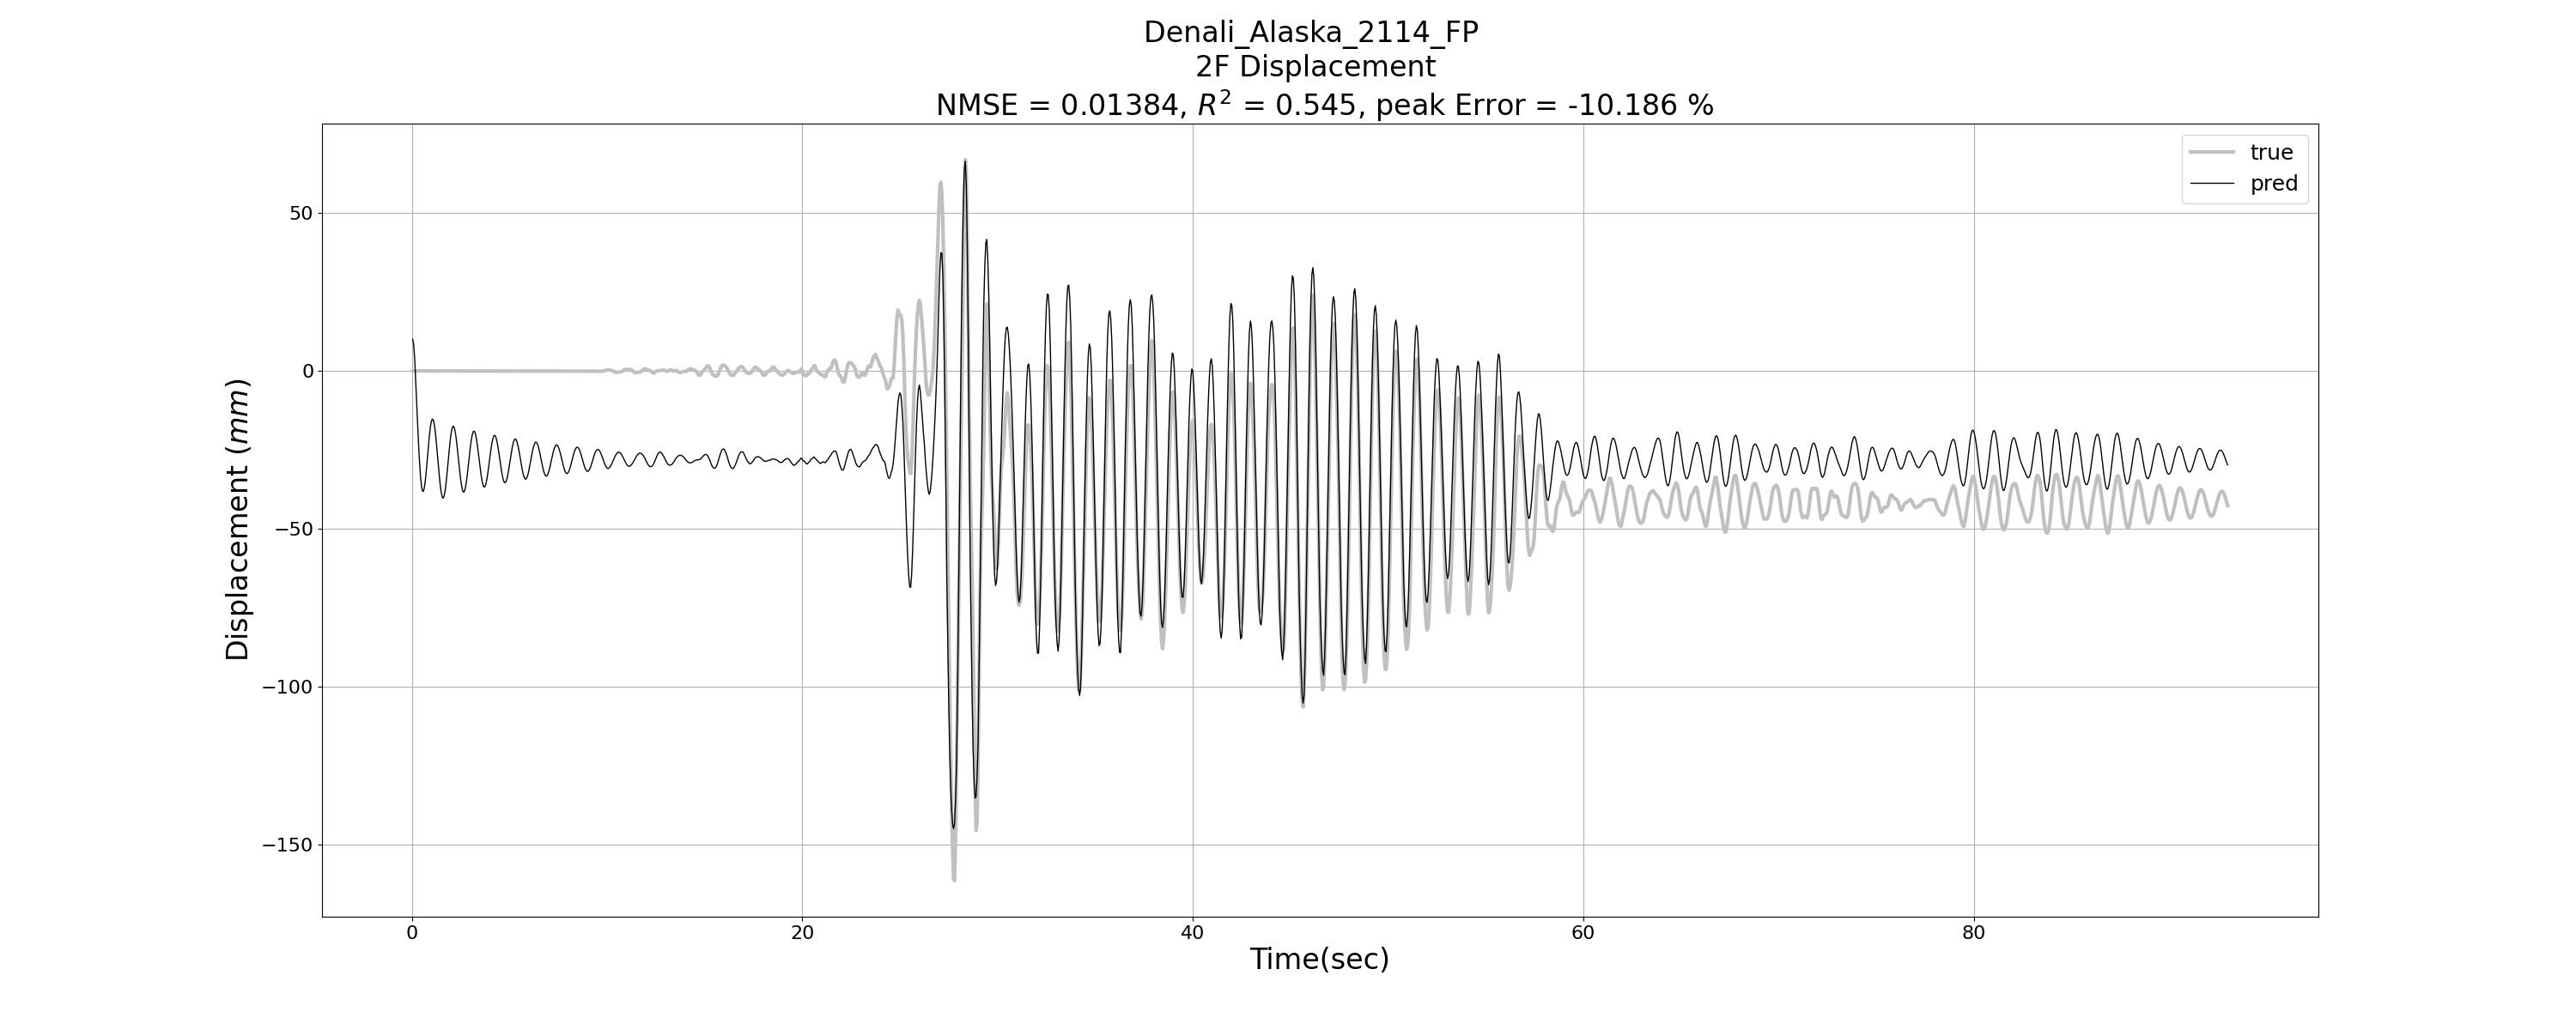 Denali_Alaska_2114_FP
2F Displacement
NMSE = 0.01384, R² = 0.545, peak Error = -10.186 %
true
pred
50
0
−50
−100
−150
Displacement (mm)
0 20 40 60 80
Time(sec)